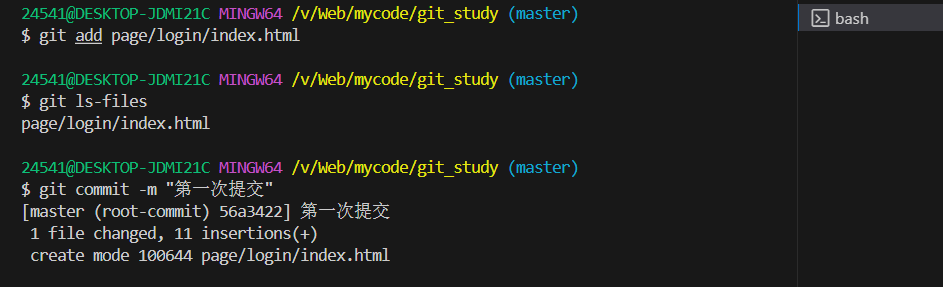 24541@DESKTOP-JDMI21C MINGW64 /v/Web/mycode/git_study (master)
$ git add page/login/index.html
24541@DESKTOP-JDMI21C MINGW64 /v/Web/mycode/git_study (master)
$ git ls-files
page/login/index.html
24541@DESKTOP-JDMI21C MINGW64 /v/Web/mycode/git_study (master)
$ git commit -m "第一次提交"
[master (root-commit) 56a3422] 第一次提交
1 file changed, 11 insertions(+)
create mode 100644 page/login/index.html
bash